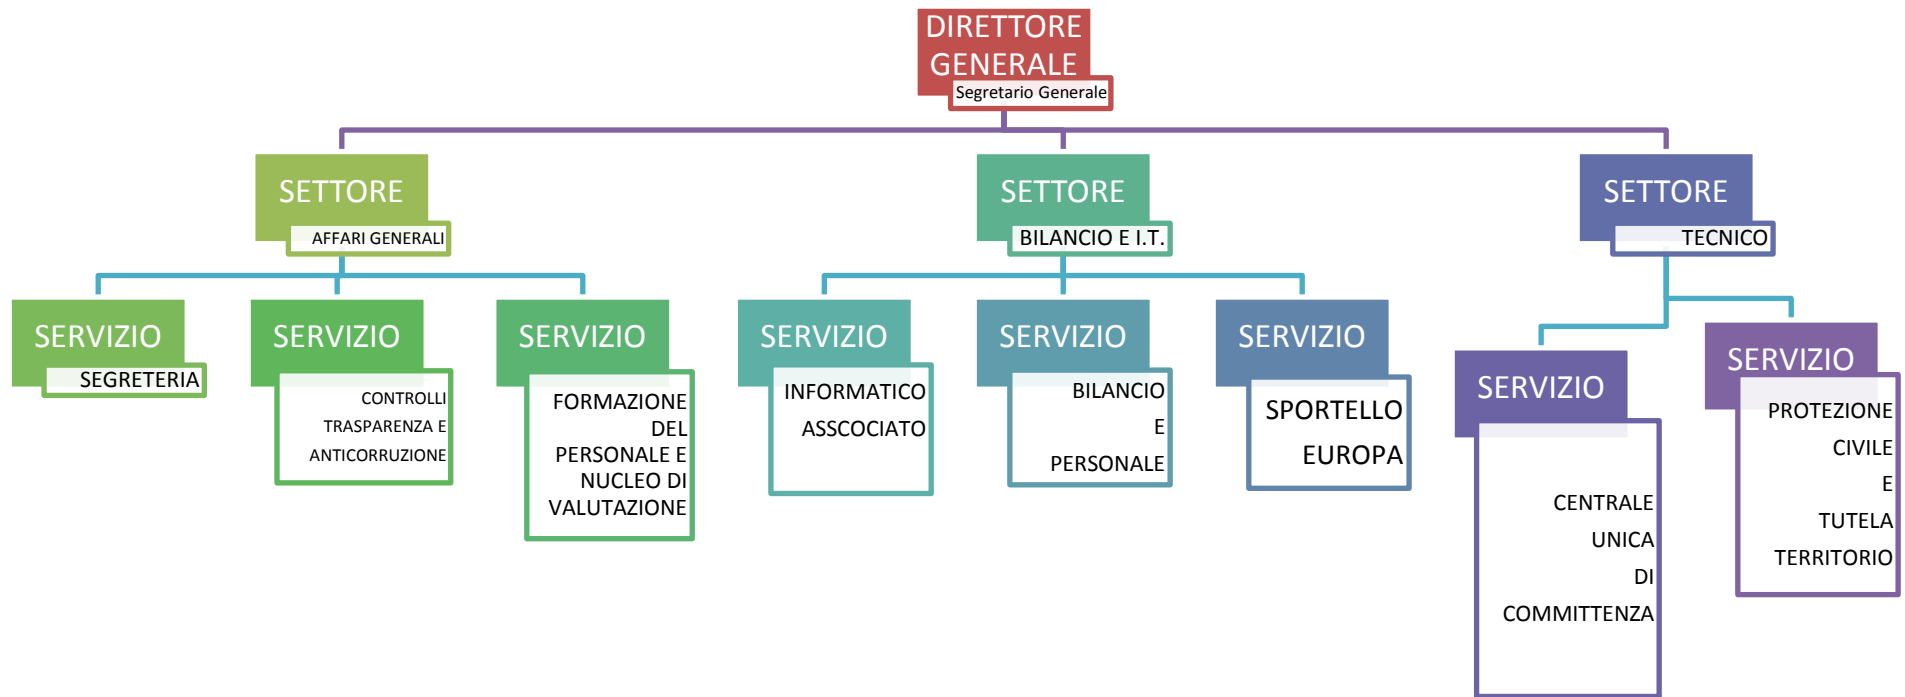 DIRETTORE
GENERALE
Segretario Generale
SETTORE
AFFARI GENERALI
SETTORE
BILANCIO E I.T.
SETTORE
TECNICO
SERVIZIO
SEGRETERIA
SERVIZIO
CONTROLLI
TRASPARENZA E
ANTICORRUZIONE
SERVIZIO
FORMAZIONE
DEL
PERSONALE E
NUCLEO DI
VALUTAZIONE
SERVIZIO
INFORMATICO
ASSCOCIATO
SERVIZIO
BILANCIO
E
PERSONALE
SERVIZIO
SPORTELLO
EUROPA
SERVIZIO
CENTRALE
UNICA
DI
COMMITTENZA
SERVIZIO
PROTEZIONE
CIVILE
E
TUTELA
TERRITORIO